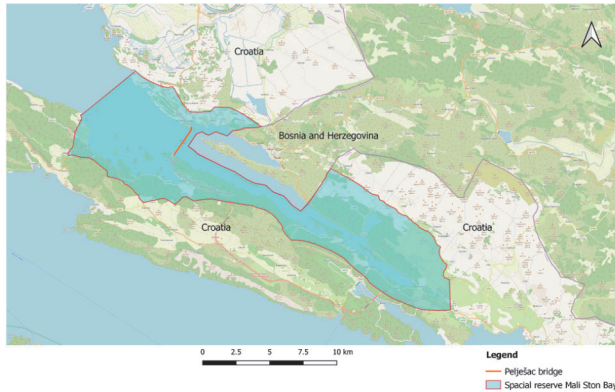 Croatia
Bosnia and Herzegovina
Croatia
Croatia
0 2.5 5 7.5 10 km
Legend
Pelješac bridge
Spacial reserve Mali Ston Bay